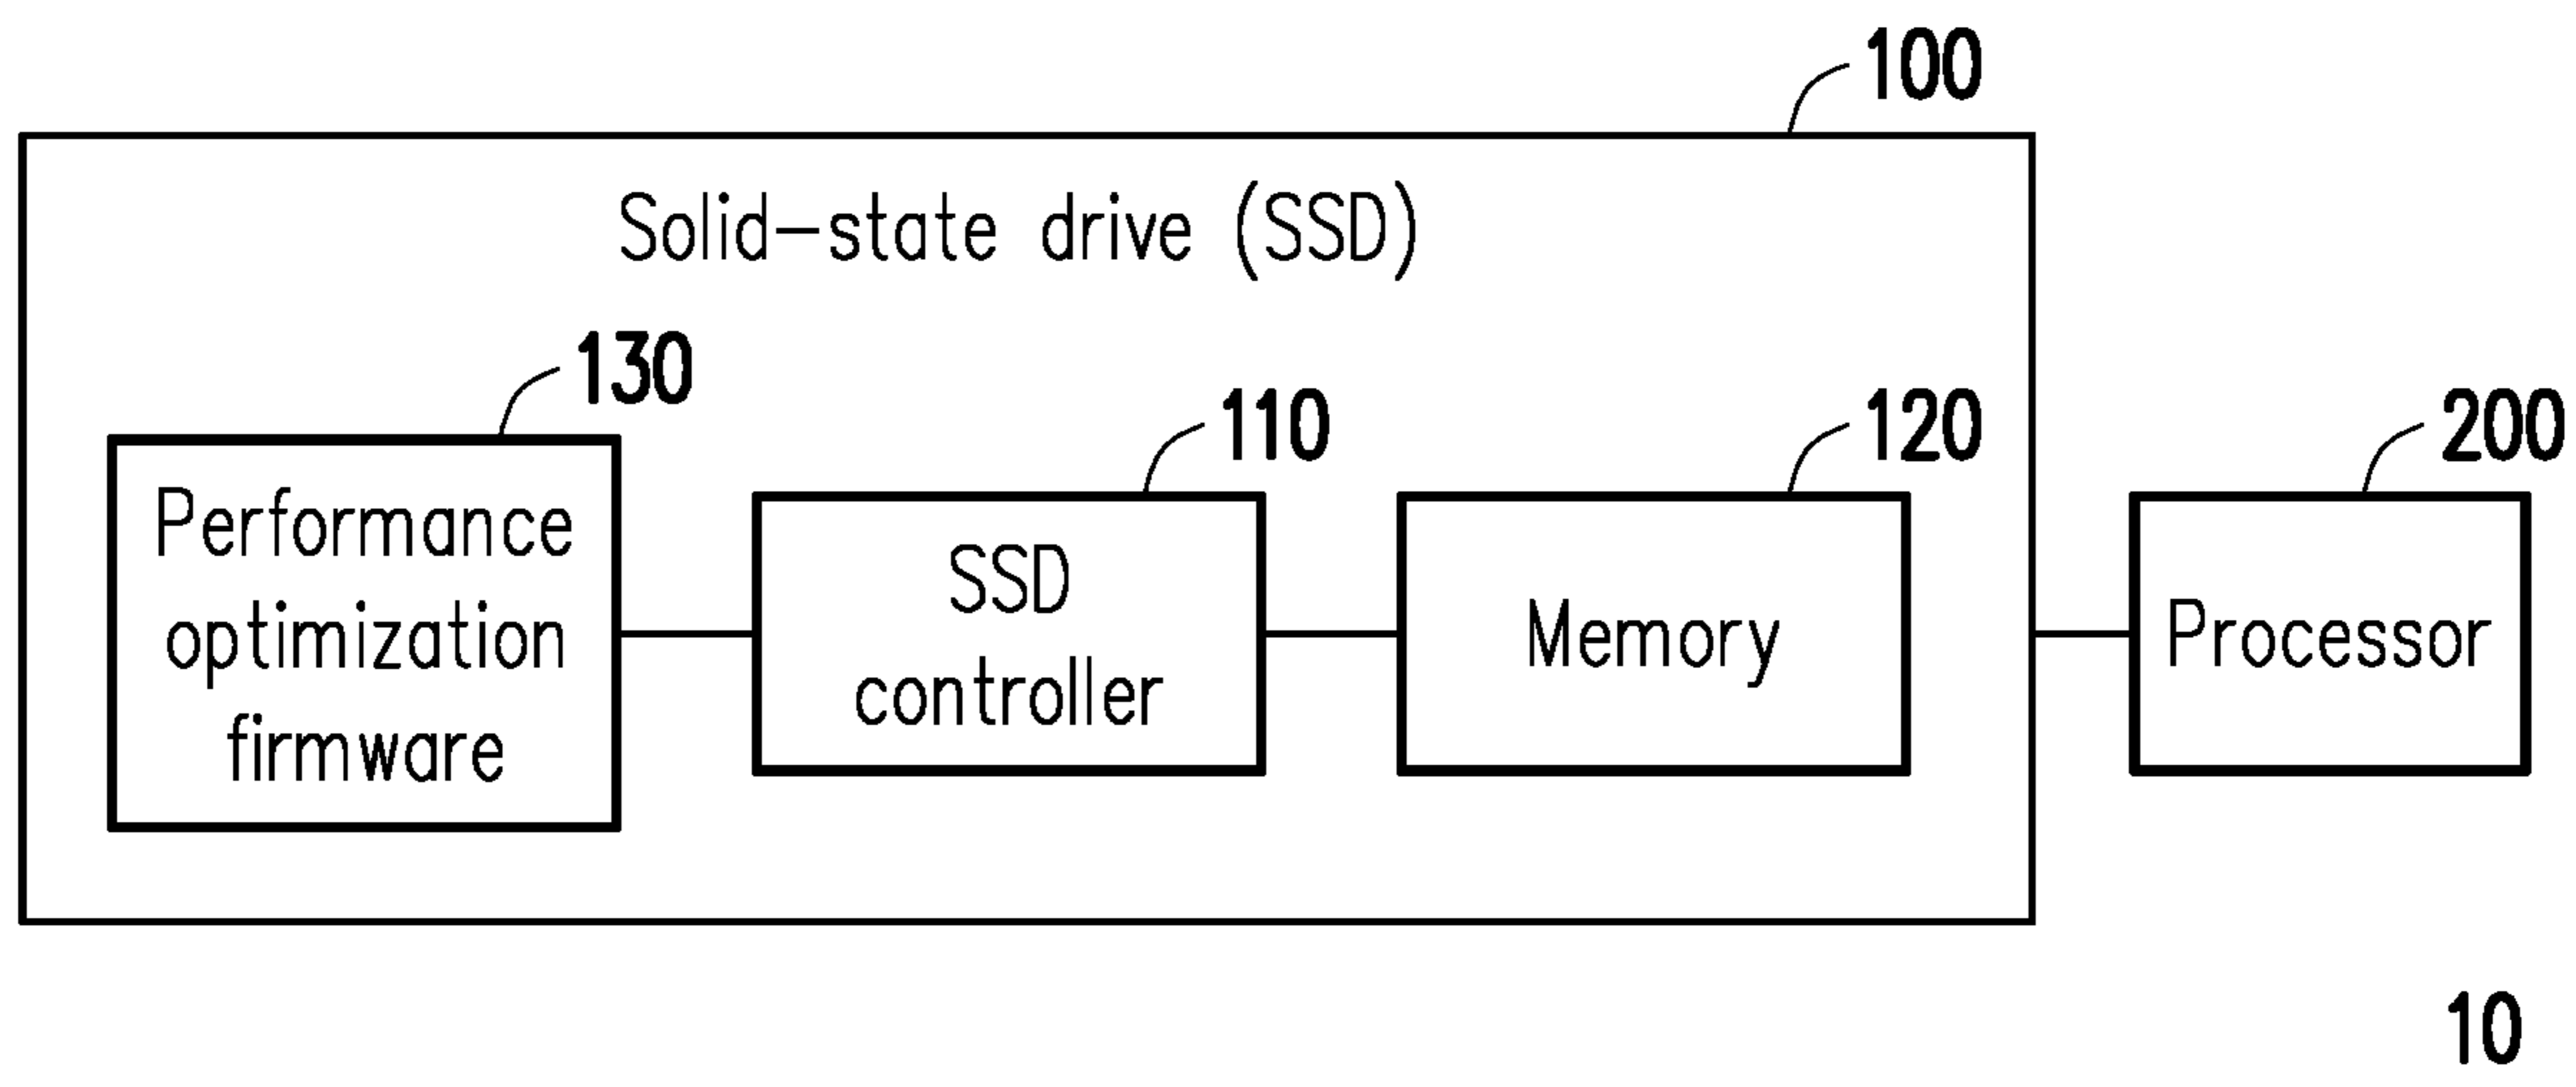 100
Solid-state drive (SSD)
130
110
120
200
Performance
optimization
firmware
SSD
controller
Memory
Processor
10